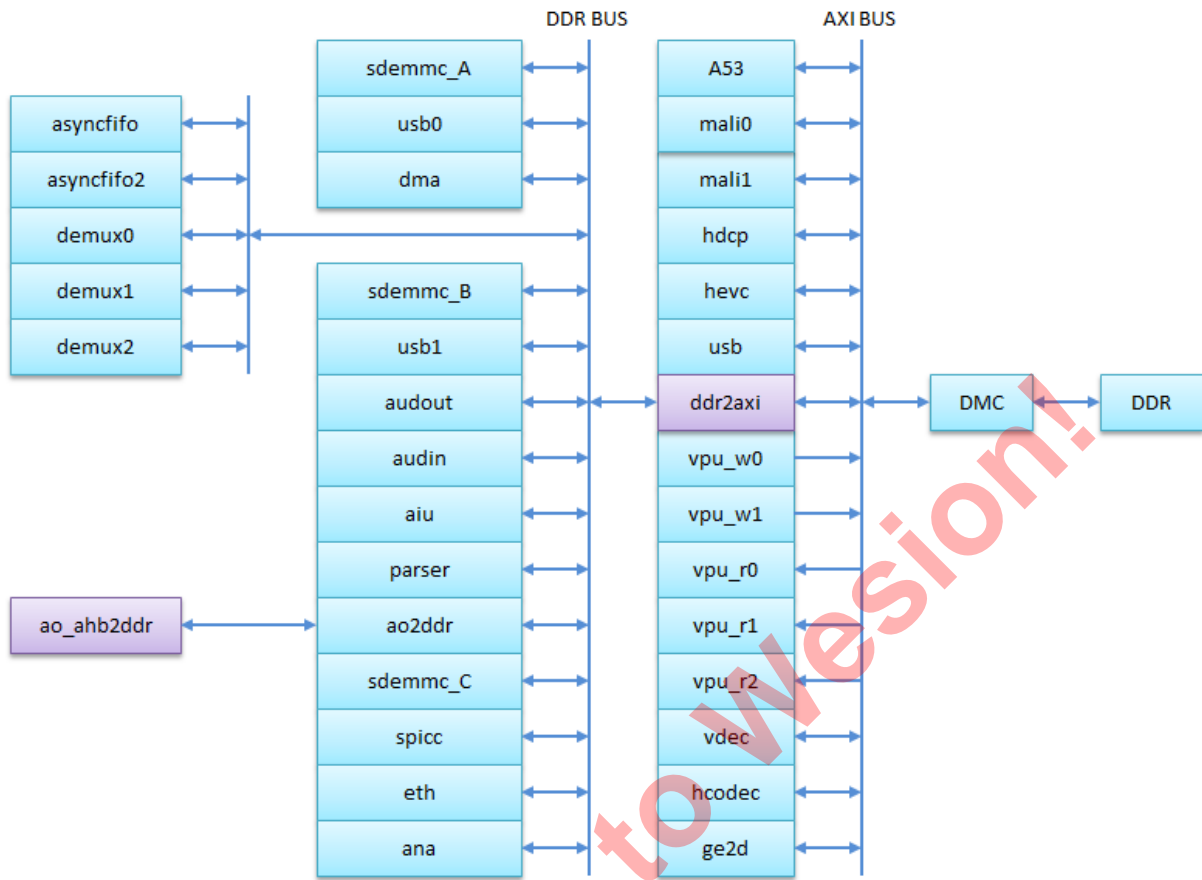 DDR BUS
AXI BUS
asyncfifo
asyncfifo2
demux0
demux1
demux2
ao_ahb2ddr
sdemmc_A
usb0
dma
sdemmc_B
usb1
audout
audin
aiu
parser
ao2ddr
sdemmc_C
spicc
eth
ana
A53
mali0
mali1
hdcp
hevc
usb
ddr2axi
vpu_w0
vpu_w1
vpu_r0
vpu_r1
vpu_r2
vdec
hcodec
ge2d
DMC
DDR
to Wesion!